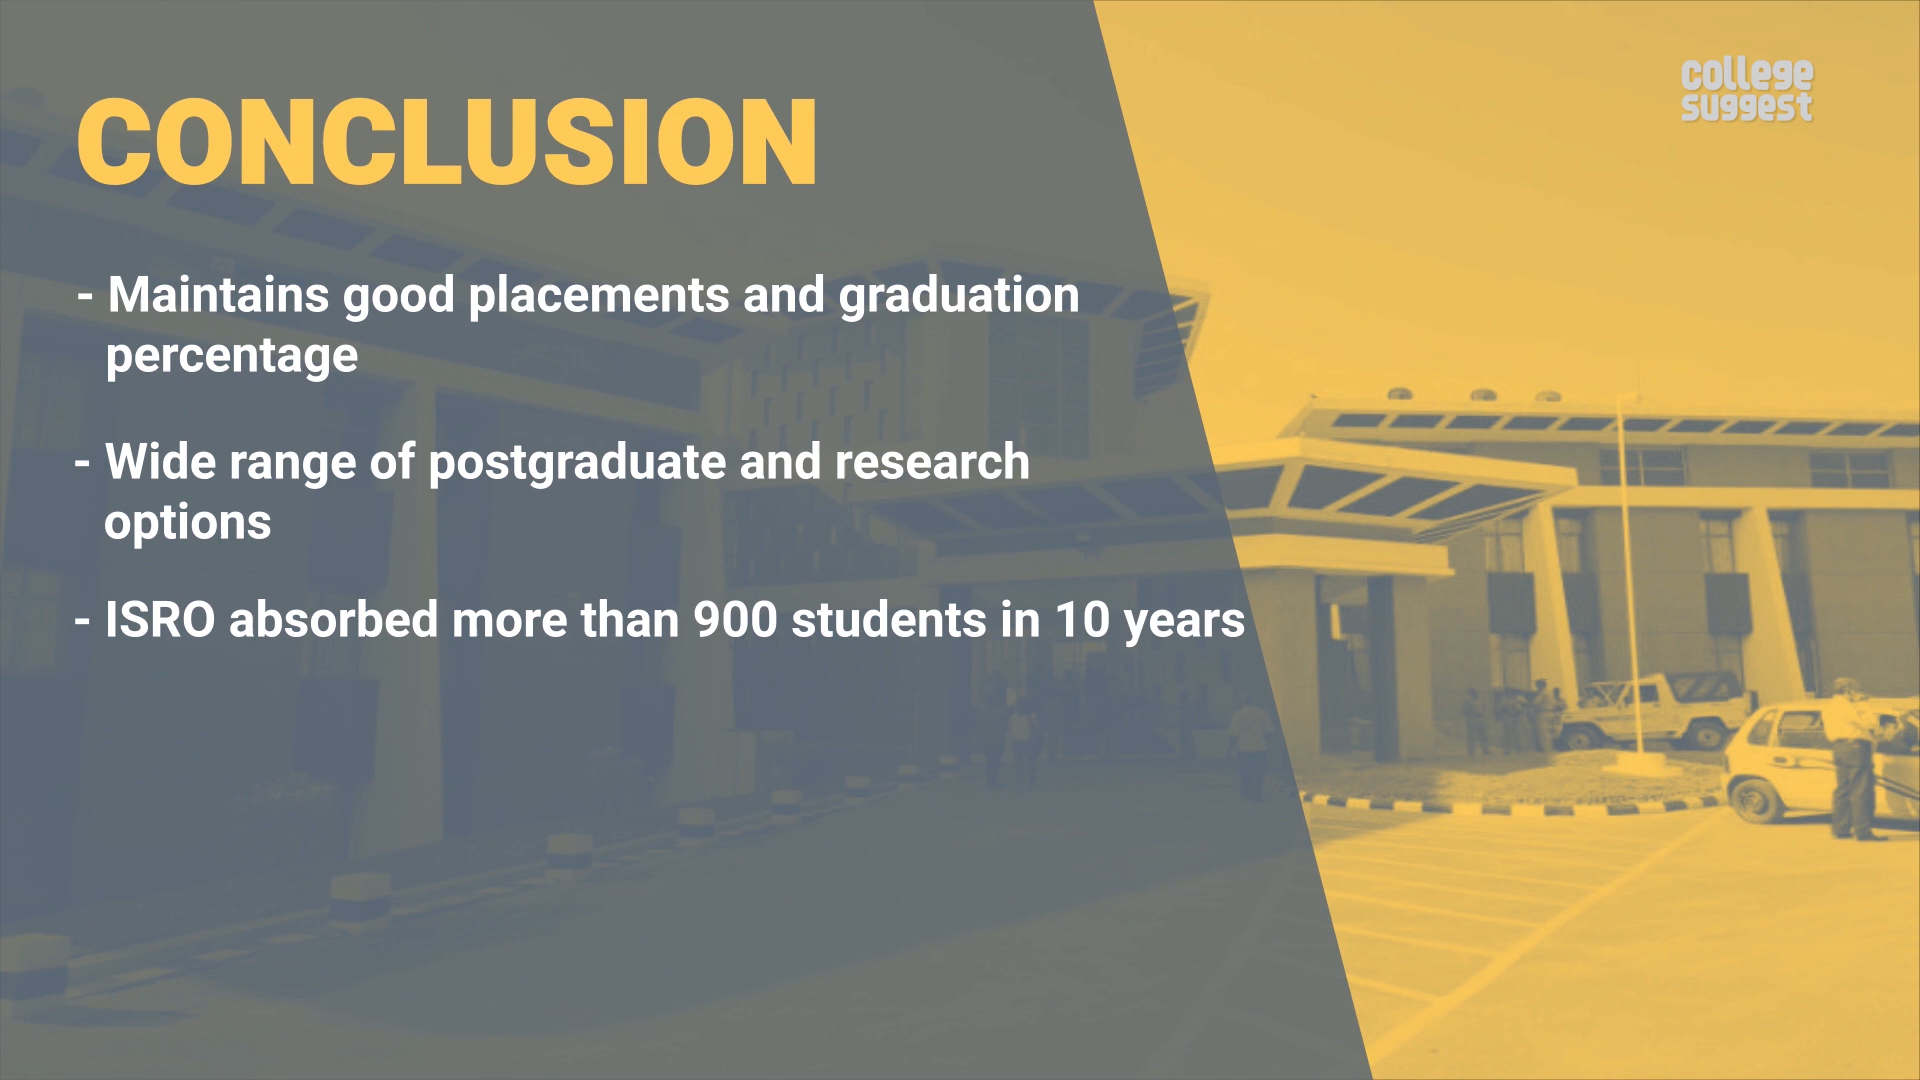 college
suggest
CONCLUSION
- Maintains good placements and graduation
percentage
- Wide range of postgraduate and research
options
- ISRO absorbed more than 900 students in 10 years